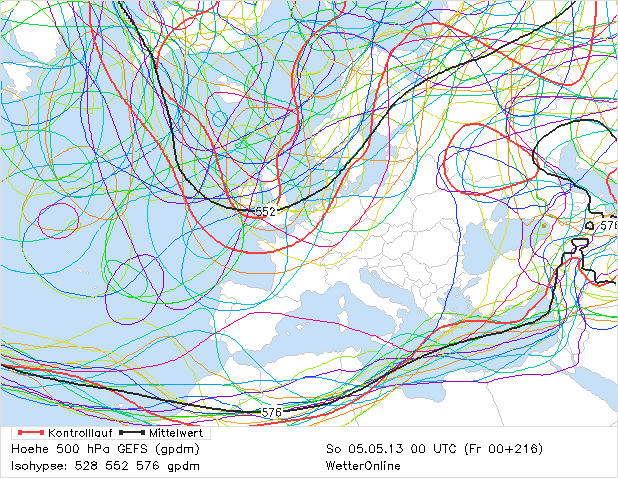 552
576
576
Kontrolllauf Mittelwert
Hoehe 500 hPa GEFS (gpdm)
So 05.05.13 00 UTC (Fr 00+216)
Isohypse: 528 552 576 gpdm
WetterOnline